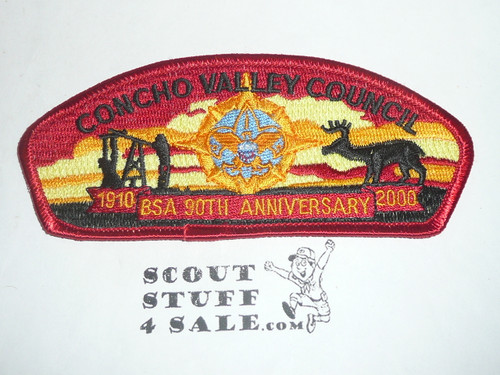 CONCHO VALLEY COUNCIL
1910 BSA 90TH ANNIVERSARY 2000
SCOUT
STUFF
4 SALE.com